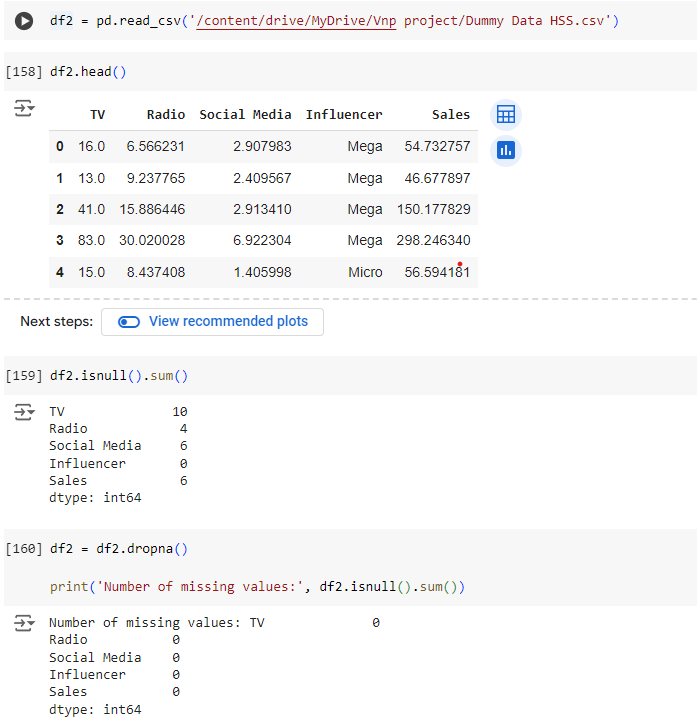 df2 = pd.read_csv('/content/drive/MyDrive/Vnp project/Dummy Data HSS.csv')
[158] df2.head()
TV Radio Social Media Influencer Sales
0 16.0 6.566231 2.907983 Mega 54.732757
1 13.0 9.237765 2.409567 Mega 46.677897
2 41.0 15.886446 2.913410 Mega 150.177829
3 83.0 30.020028 6.922304 Mega 298.246340
4 15.0 8.437408 1.405998 Micro 56.594181
Next steps: View recommended plots
[159] df2.isnull().sum()
TV 10
Radio 4
Social Media 6
Influencer 0
Sales 6
dtype: int64
[160] df2 = df2.dropna()
print('Number of missing values:', df2.isnull().sum())
Number of missing values: TV 0
Radio 0
Social Media 0
Influencer 0
Sales 0
dtype: int64